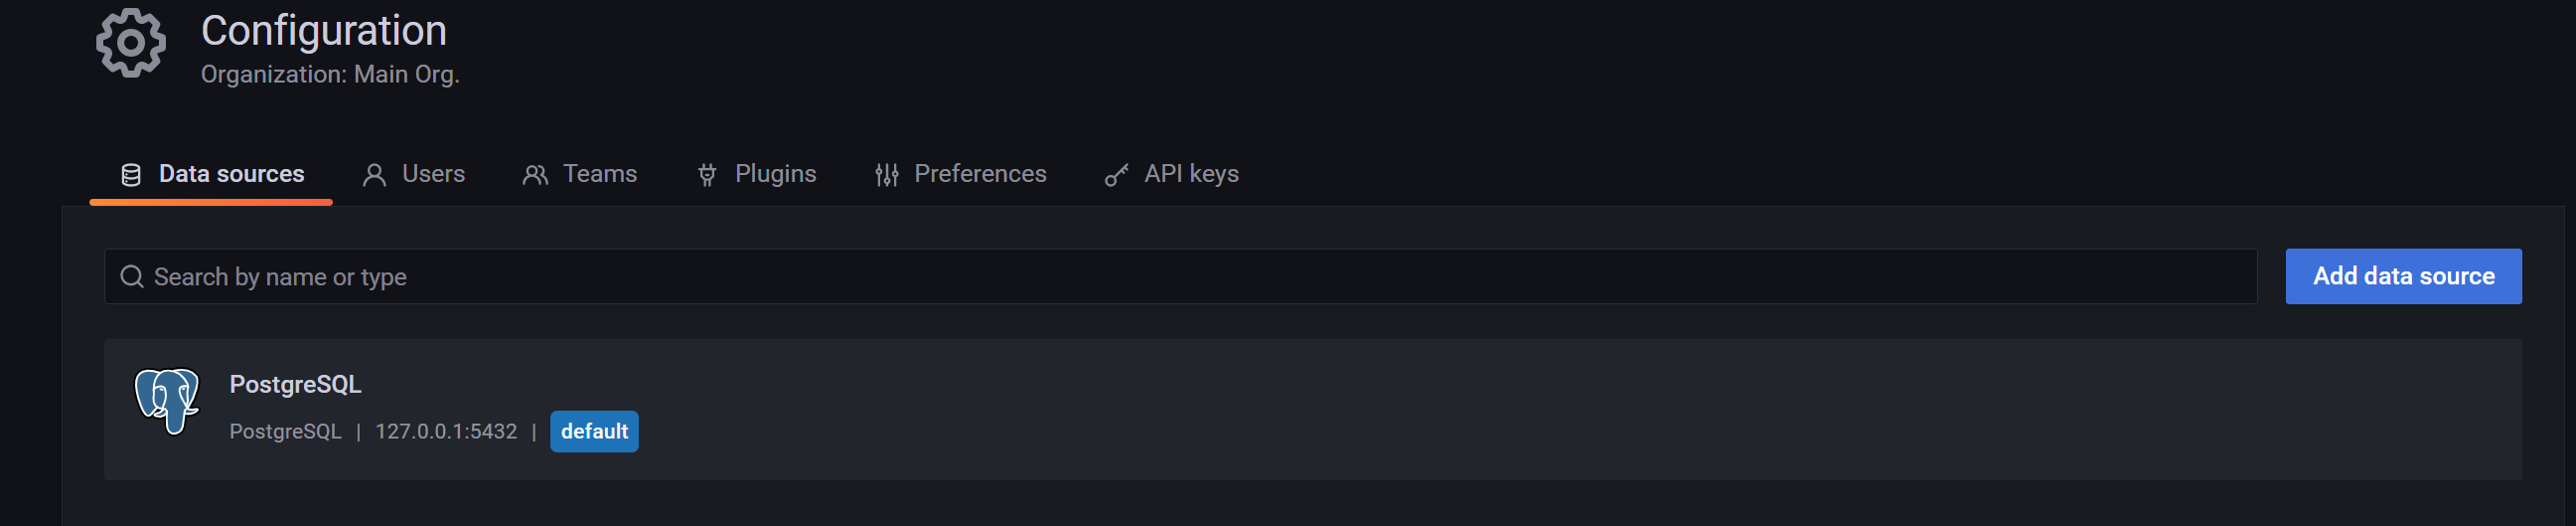 Configuration
Organization: Main Org.
Data sources Users Teams Plugins Preferences API keys
Search by name or type Add data source
PostgreSQL
PostgreSQL | 127.0.0.1:5432 | default